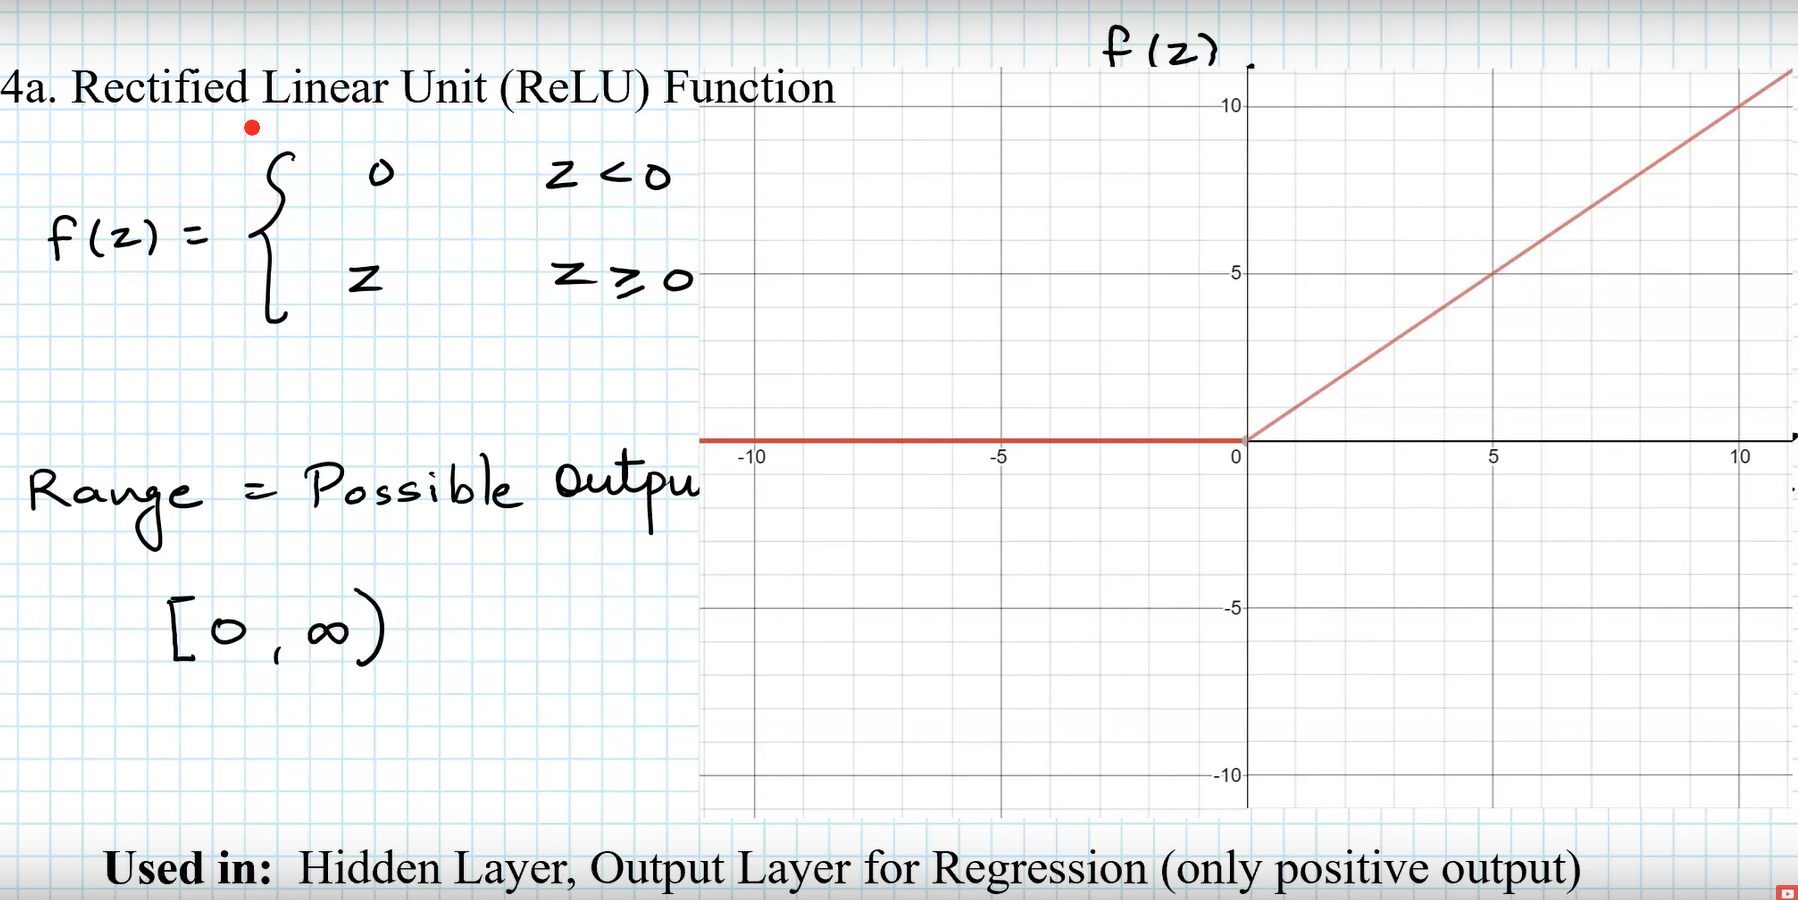 f(z)
4a. Rectified Linear Unit (ReLU) Function
f(z) = { 0 z < 0
z z ≥ 0
Range = Possible Outpu
[0, ∞)
10
5
-10 -5 0 5 10
-5
-10
Used in: Hidden Layer, Output Layer for Regression (only positive output)